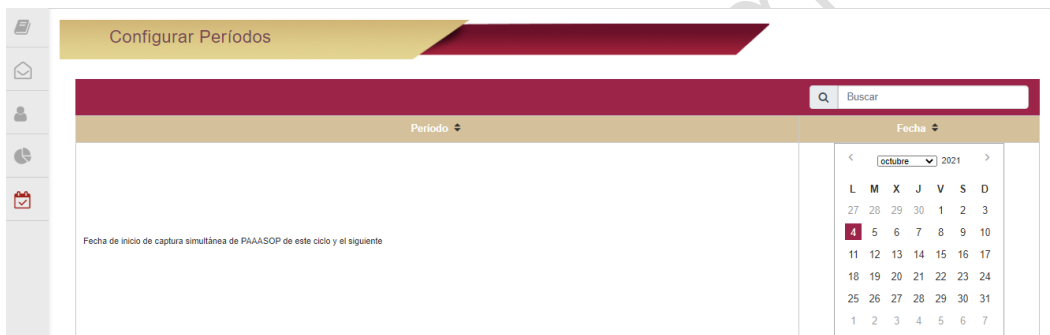 Configurar Períodos
Buscar
Período
Fecha
octubre 2021
L M X J V S D
27 28 29 30 1 2 3
4 5 6 7 8 9 10
11 12 13 14 15 16 17
18 19 20 21 22 23 24
25 26 27 28 29 30 31
1 2 3 4 5 6 7
Fecha de inicio de captura simultánea de PAAASOP de este ciclo y el siguiente